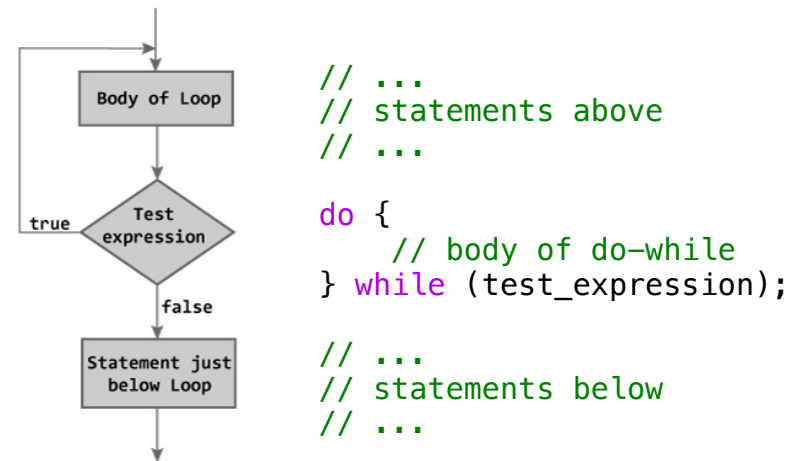 Body of Loop
Test
expression
true
false
Statement just
below Loop
// ...
// statements above
// ...
do {
    // body of do-while
} while (test_expression);
// ...
// statements below
// ...